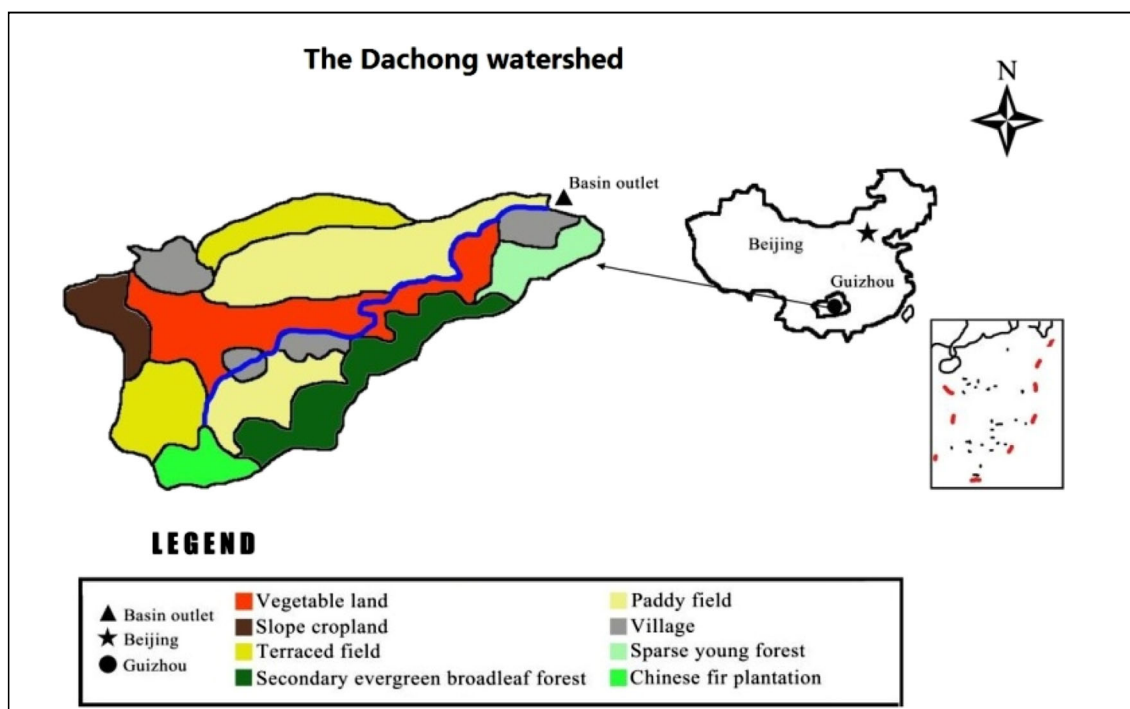 The Dachong watershed
N
Basin outlet
Beijing
Guizhou
LEGEND
Basin outlet
Beijing
Guizhou
Vegetable land
Slope cropland
Terraced field
Secondary evergreen broadleaf forest
Paddy field
Village
Sparse young forest
Chinese fir plantation